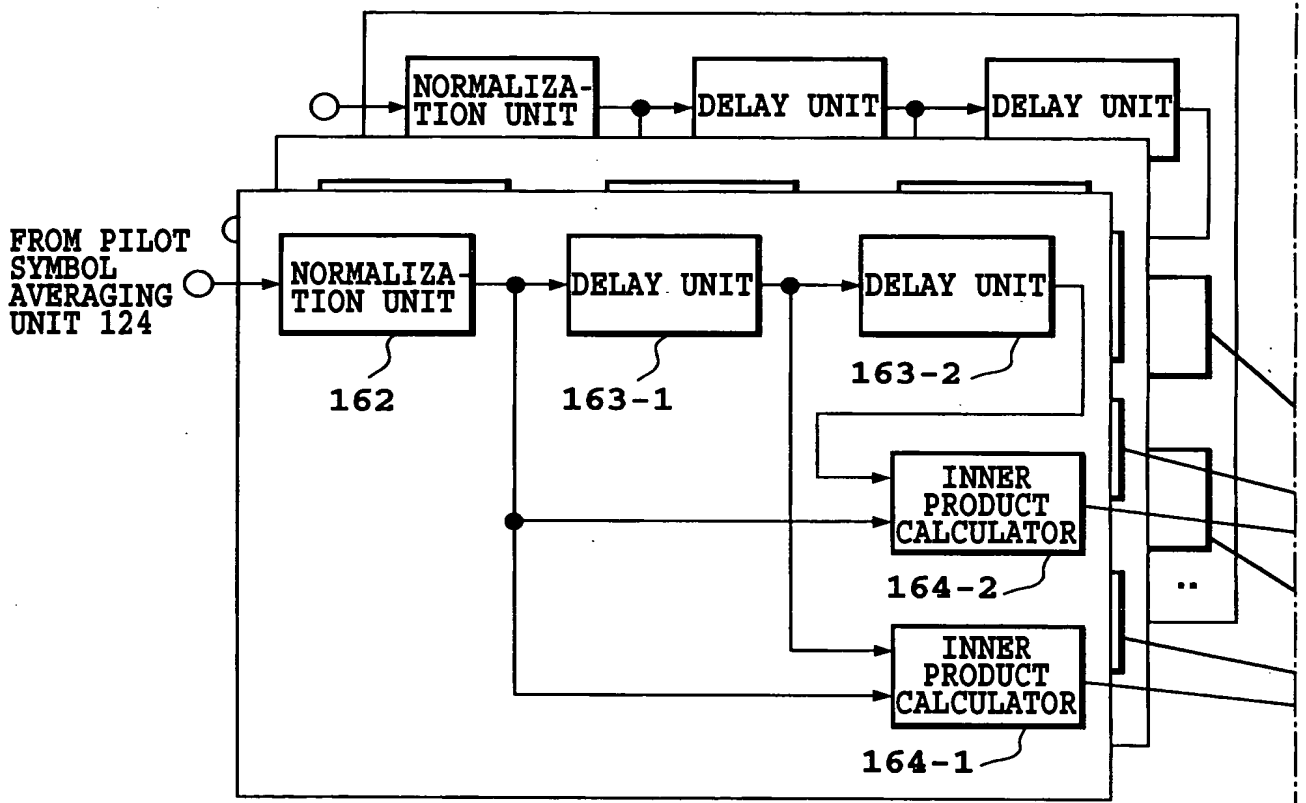 NORMALIZA-
TION UNIT
DELAY UNIT
DELAY UNIT
FROM PILOT
SYMBOL
AVERAGING
UNIT 124
NORMALIZA-
TION UNIT
DELAY UNIT
DELAY UNIT
162
163-1
163-2
INNER
PRODUCT
CALCULATOR
164-2
INNER
PRODUCT
CALCULATOR
164-1